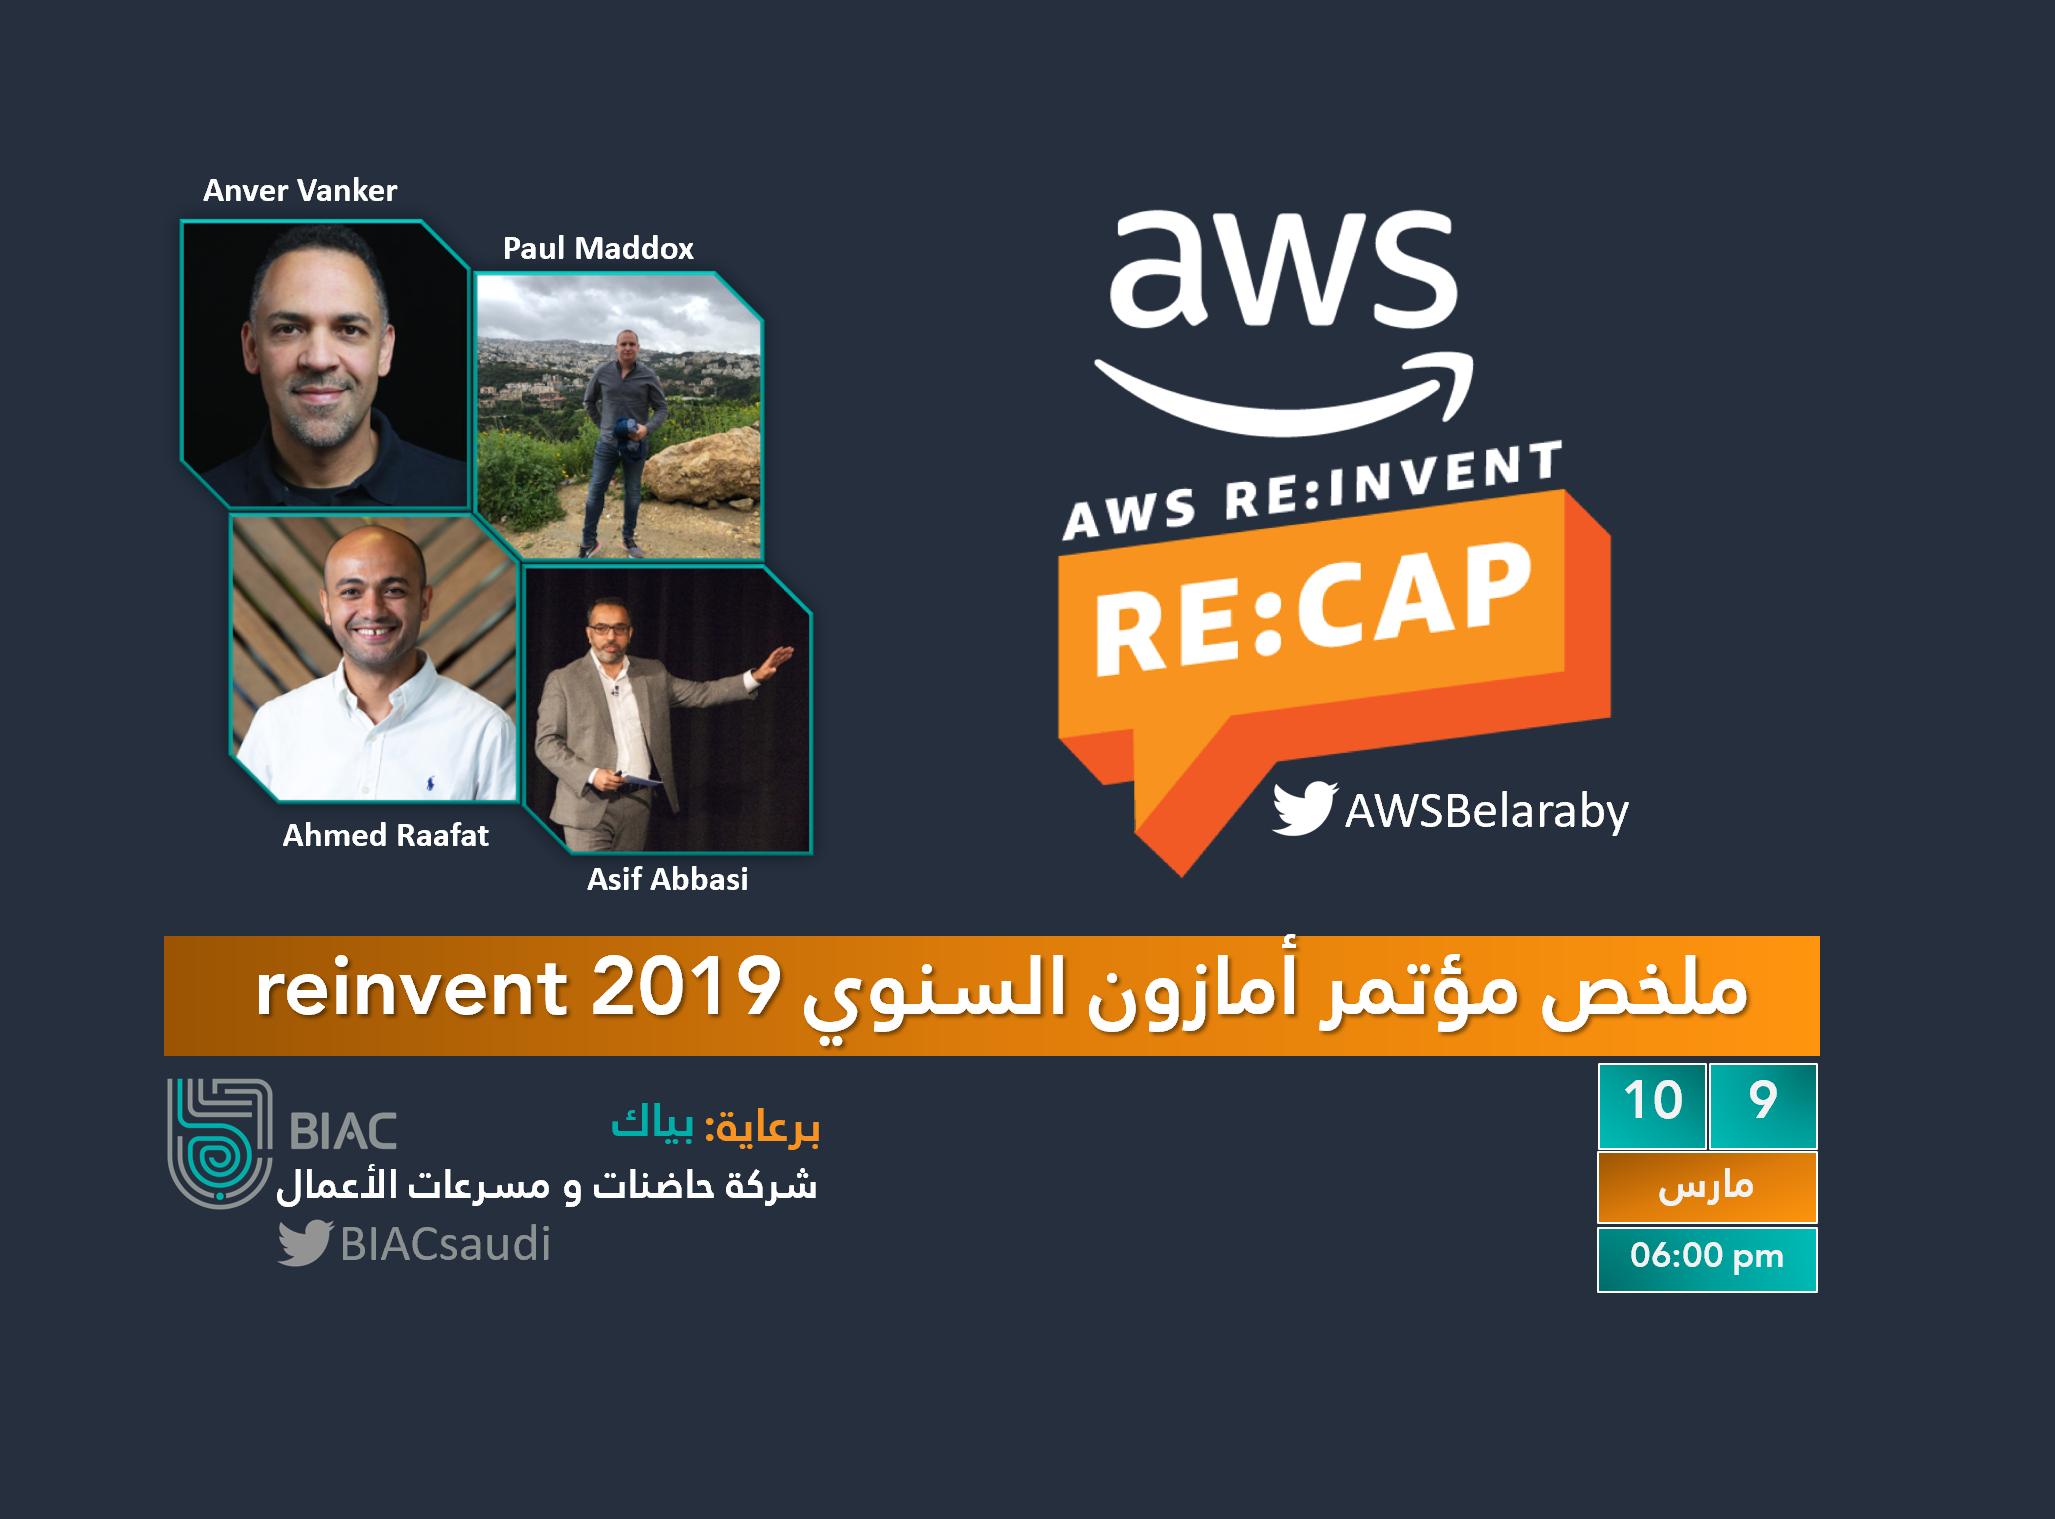 Anver Vanker
Paul Maddox
Ahmed Raafat
Asif Abbasi
aws
AWS RE:INVENT
RE:CAP
AWSBelaraby
ملخص مؤتمر أمازون السنوي reinvent 2019
9 10
مارس
06:00 pm
برعاية: بياك
BIAC
شركة حاضنات و مسرعات الأعمال
BIACsaudi